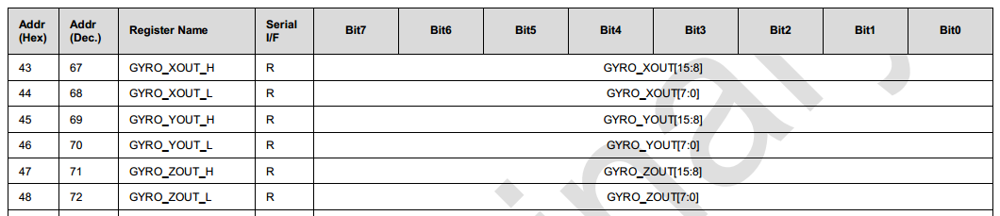 Addr (Hex) Addr (Dec.) Register Name Serial I/F Bit7 Bit6 Bit5 Bit4 Bit3 Bit2 Bit1 Bit0
43 67 GYRO_XOUT_H R GYRO_XOUT[15:8]
44 68 GYRO_XOUT_L R GYRO_XOUT[7:0]
45 69 GYRO_YOUT_H R GYRO_YOUT[15:8]
46 70 GYRO_YOUT_L R GYRO_YOUT[7:0]
47 71 GYRO_ZOUT_H R GYRO_ZOUT[15:8]
48 72 GYRO_ZOUT_L R GYRO_ZOUT[7:0]